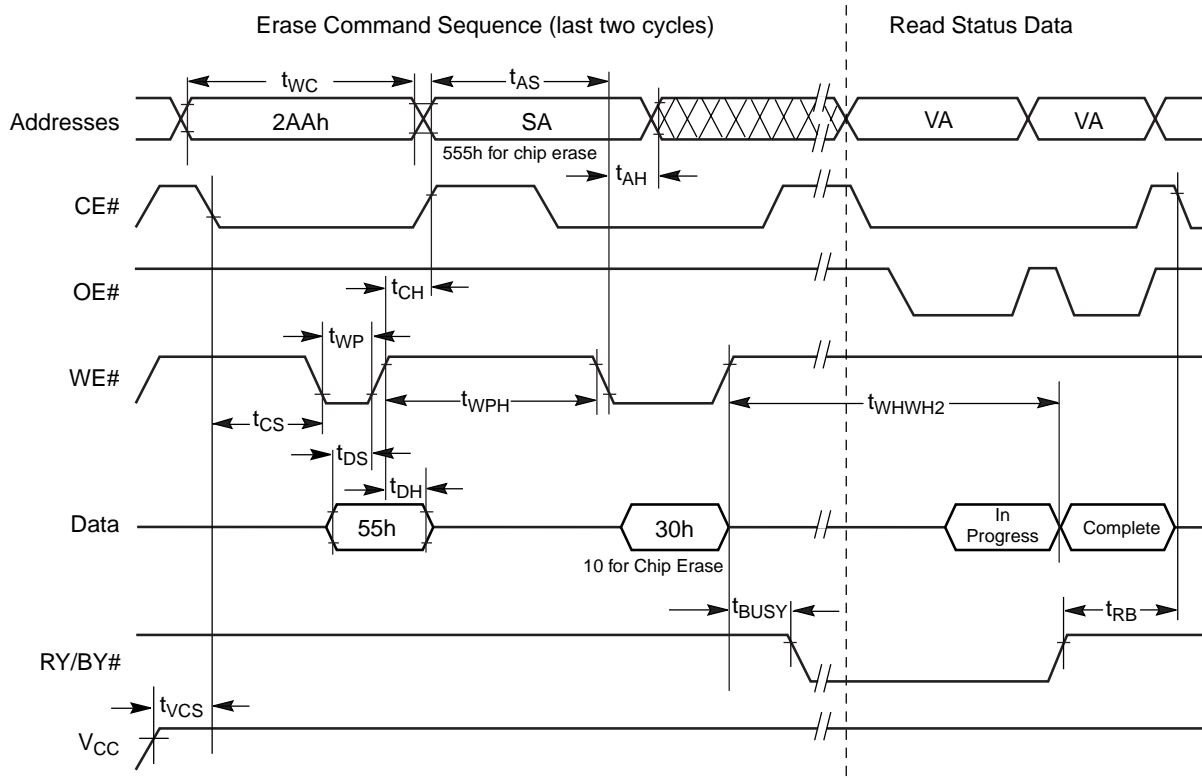 Erase Command Sequence (last two cycles)
Read Status Data
tWC
tAS
Addresses
2AAh
SA
VA
VA
555h for chip erase
tAH
CE#
OE#
tCH
tWP
WE#
tWPH
tWHWH2
tCS
tDS
tDH
Data
55h
30h
In
Progress
Complete
10 for Chip Erase
tBUSY
tRB
RY/BY#
tVCS
VCC